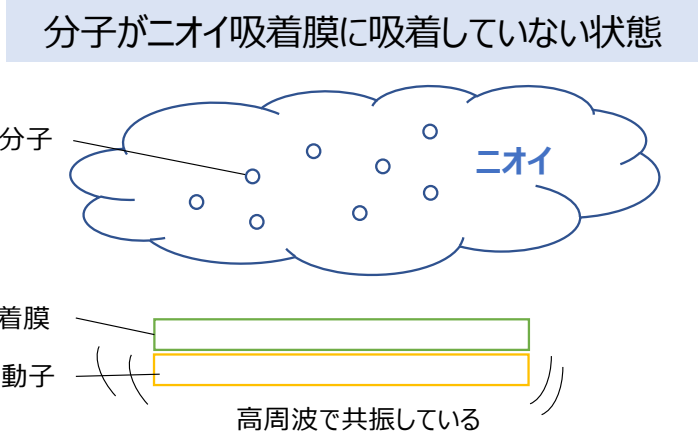 分子がニオイ吸着膜に吸着していない状態
分子
ニオイ
着膜
動子
高周波で共振している